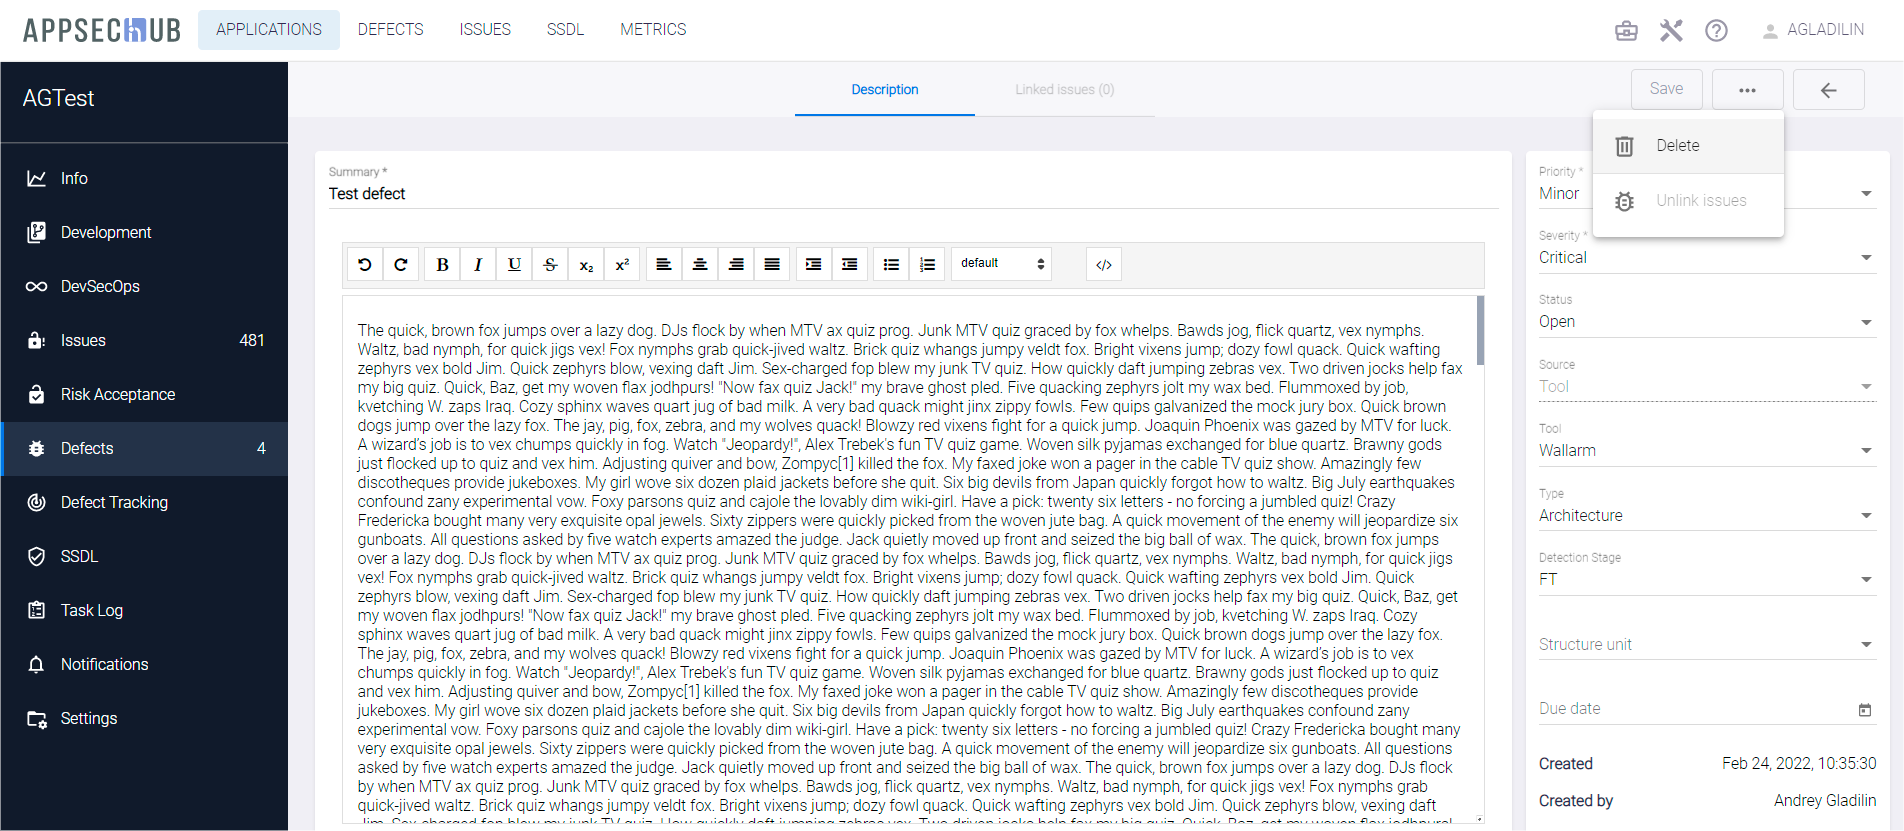 APPSECHUB
APPLICATIONS
DEFECTS
ISSUES
SSDL
METRICS
AGLADILIN
AGTest
Info
Development
DevSecOps
Issues 481
Risk Acceptance
Defects 4
Defect Tracking
SSDL
Task Log
Notifications
Settings
Description
Linked issues (0)
Save
Delete
Unlink issues
Summary *
Test defect
default
The quick, brown fox jumps over a lazy dog. DJs flock by when MTV ax quiz prog. Junk MTV quiz graced by fox whelps. Bawds jog, flick quartz, vex nymphs.
Waltz, bad nymph, for quick jigs vex! Fox nymphs grab quick-jived waltz. Brick quiz whangs jumpy veldt fox. Bright vixens jump; dozy fowl quack. Quick wafting
zephyrs vex bold Jim. Quick zephyrs blow, vexing daft Jim. Sex-charged fop blew my junk TV quiz. How quickly daft jumping zebras vex. Two driven jocks help fax
my big quiz. Quick, Baz, get my woven flax jodhpurs! "Now fax quiz Jack!" my brave ghost pled. Five quacking zephyrs jolt my wax bed. Flummoxed by job,
kvetching W. zaps Iraq. Cozy sphinx waves quart jug of bad milk. A very bad quack might jinx zippy fowls. Few quips galvanized the mock jury box. Quick brown
dogs jump over the lazy fox. The jay, pig, fox, zebra, and my wolves quack! Blowzy red vixens fight for a quick jump. Joaquin Phoenix was gazed by MTV for luck.
A wizard's job is to vex chumps quickly in fog. Watch "Jeopardy!", Alex Trebek's fun TV quiz game. Woven silk pyjamas exchanged for blue quartz. Brawny gods
just flocked up to quiz and vex him. Adjusting quiver and bow, Zompyc[1] killed the fox. My faxed joke won a pager in the cable TV quiz show. Amazingly few
discotheques provide jukeboxes. My girl wove six dozen plaid jackets before she quit. Six big devils from Japan quickly forgot how to waltz. Big July earthquakes
confound zany experimental vow. Foxy parsons quiz and cajole the lovably dim wiki-girl. Have a pick: twenty six letters - no forcing a jumbled quiz! Crazy
Fredericka bought many very exquisite opal jewels. Sixty zippers were quickly picked from the woven jute bag. A quick movement of the enemy will jeopardize six
gunboats. All questions asked by five watch experts amazed the judge. Jack quietly moved up front and seized the big ball of wax. The quick, brown fox jumps
over a lazy dog. DJs flock by when MTV ax quiz prog. Junk MTV quiz graced by fox whelps. Bawds jog, flick quartz, vex nymphs. Waltz, bad nymph, for quick jigs
vex! Fox nymphs grab quick-jived waltz. Brick quiz whangs jumpy veldt fox. Bright vixens jump; dozy fowl quack. Quick wafting zephyrs vex bold Jim. Quick
zephyrs blow, vexing daft Jim. Sex-charged fop blew my junk TV quiz. How quickly daft jumping zebras vex. Two driven jocks help fax my big quiz. Quick, Baz, get
my woven flax jodhpurs! "Now fax quiz Jack!" my brave ghost pled. Five quacking zephyrs jolt my wax bed. Flummoxed by job, kvetching W. zaps Iraq. Cozy
sphinx waves quart jug of bad milk. A very bad quack might jinx zippy fowls. Few quips galvanized the mock jury box. Quick brown dogs jump over the lazy fox.
The jay, pig, fox, zebra, and my wolves quack! Blowzy red vixens fight for a quick jump. Joaquin Phoenix was gazed by MTV for luck. A wizard's job is to vex
chumps quickly in fog. Watch "Jeopardy!", Alex Trebek's fun TV quiz game. Woven silk pyjamas exchanged for blue quartz. Brawny gods just flocked up to quiz
and vex him. Adjusting quiver and bow, Zompyc[1] killed the fox. My faxed joke won a pager in the cable TV quiz show. Amazingly few discotheques provide
jukeboxes. My girl wove six dozen plaid jackets before she quit. Six big devils from Japan quickly forgot how to waltz. Big July earthquakes confound zany
experimental vow. Foxy parsons quiz and cajole the lovably dim wiki-girl. Have a pick: twenty six letters - no forcing a jumbled quiz! Crazy Fredericka bought many
very exquisite opal jewels. Sixty zippers were quickly picked from the woven jute bag. A quick movement of the enemy will jeopardize six gunboats. All questions
asked by five watch experts amazed the judge. Jack quietly moved up front and seized the big ball of wax. The quick, brown fox jumps over a lazy dog. DJs flock
by when MTV ax quiz prog. Junk MTV quiz graced by fox whelps. Bawds jog, flick quartz, vex nymphs. Waltz, bad nymph, for quick jigs vex! Fox nymphs grab
quick-jived waltz. Brick quiz whangs jumpy veldt fox. Bright vixens jump; dozy fowl quack. Quick wafting zephyrs vex bold Jim. Quick zephyrs blow, vexing daft
Jim. Sex-charged fop blew my junk TV quiz. How quickly daft jumping zebras vex. Two driven jocks help fax my big quiz. Quick, Baz, get my woven flax jodhpurs!
Priority *
Minor
Severity *
Critical
Status
Open
Source
Tool
Tool
Wallarm
Type
Architecture
Detection Stage
FT
Structure unit
Due date
Created Feb 24, 2022, 10:35:30
Created by Andrey Gladilin